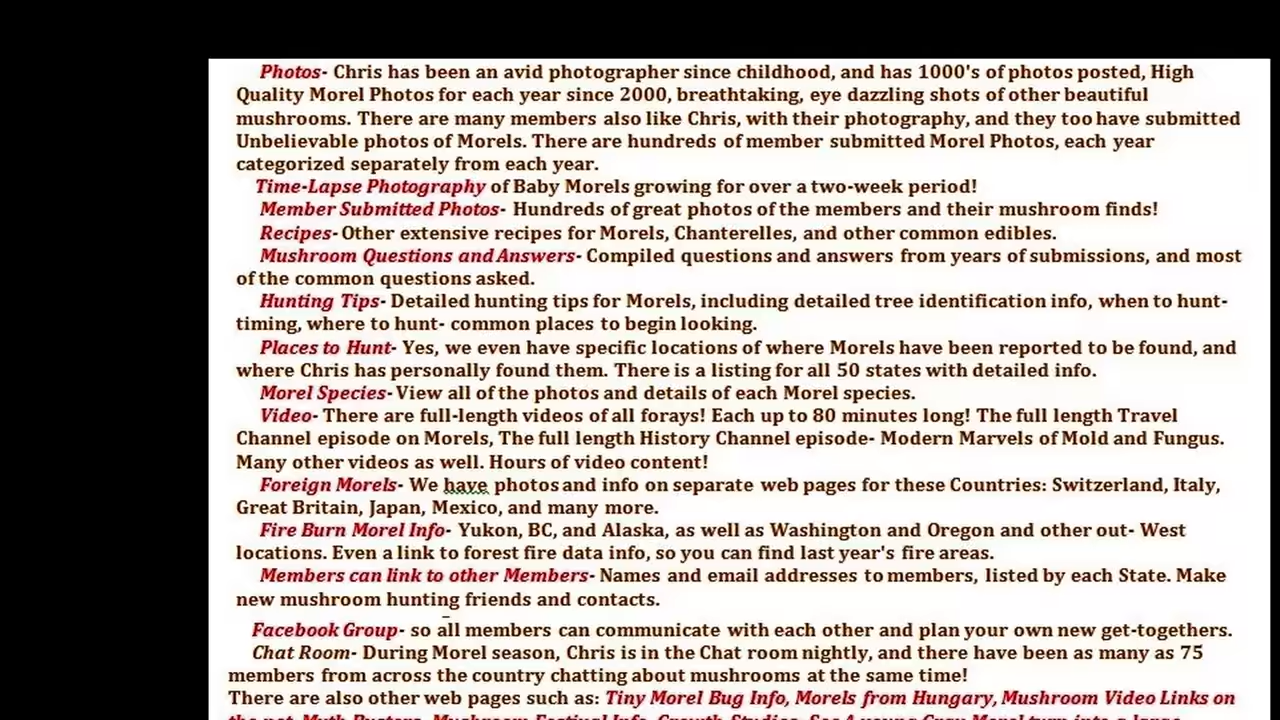 Photos- Chris has been an avid photographer since childhood, and has 1000's of photos posted, High
Quality Morel Photos for each year since 2000, breathtaking, eye dazzling shots of other beautiful
mushrooms. There are many members also like Chris, with their photography, and they too have submitted
Unbelievable photos of Morels. There are hundreds of member submitted Morel Photos, each year
categorized separately from each year.
Time-Lapse Photography of Baby Morels growing for over a two-week period!
Member Submitted Photos- Hundreds of great photos of the members and their mushroom finds!
Recipes- Other extensive recipes for Morels, Chanterelles, and other common edibles.
Mushroom Questions and Answers- Compiled questions and answers from years of submissions, and most
of the common questions asked.
Hunting Tips- Detailed hunting tips for Morels, including detailed tree identification info, when to hunt-
timing, where to hunt- common places to begin looking.
Places to Hunt- Yes, we even have specific locations of where Morels have been reported to be found, and
where Chris has personally found them. There is a listing for all 50 states with detailed info.
Morel Species- View all of the photos and details of each Morel species.
Video- There are full-length videos of all forays! Each up to 80 minutes long! The full length Travel
Channel episode on Morels, The full length History Channel episode- Modern Marvels of Mold and Fungus.
Many other videos as well. Hours of video content!
Foreign Morels- We have photos and info on separate web pages for these Countries: Switzerland, Italy,
Great Britain, Japan, Mexico, and many more.
Fire Burn Morel Info- Yukon, BC, and Alaska, as well as Washington and Oregon and other out- West
locations. Even a link to forest fire data info, so you can find last year's fire areas.
Members can link to other Members- Names and email addresses to members, listed by each State. Make
new mushroom hunting friends and contacts.
Facebook Group- so all members can communicate with each other and plan your own new get-togethers.
Chat Room- During Morel season, Chris is in the Chat room nightly, and there have been as many as 75
members from across the country chatting about mushrooms at the same time!
There are also other web pages such as: Tiny Morel Bug Info, Morels from Hungary, Mushroom Video Links on